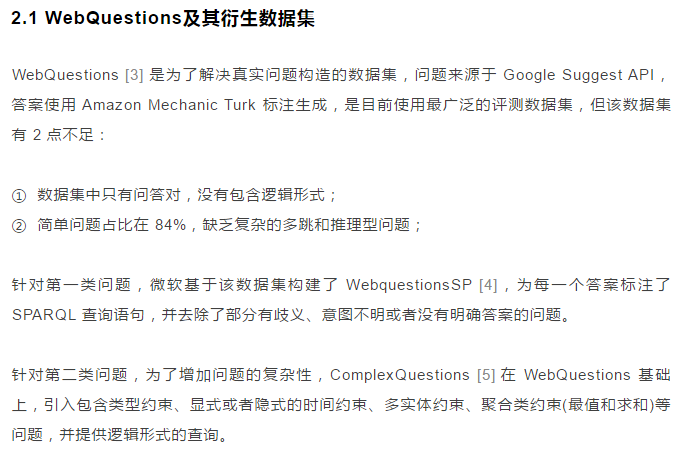 2.1 WebQuestions及其衍生数据集
WebQuestions [3] 是为了解决真实问题构造的数据集，问题来源于 Google Suggest API，
答案使用 Amazon Mechanic Turk 标注生成，是目前使用最广泛的评测数据集，但该数据集
有 2 点不足：
① 数据集中只有问答对，没有包含逻辑形式；
② 简单问题占比在 84%，缺乏复杂的多跳和推理型问题；
针对第一类问题，微软基于该数据集构建了 WebquestionsSP [4]，为每一个答案标注了
SPARQL 查询语句，并去除了部分有歧义、意图不明或者没有明确答案的问题。
针对第二类问题，为了增加问题的复杂性，ComplexQuestions [5] 在 WebQuestions 基础
上，引入包含类型约束、显式或者隐式的时间约束、多实体约束、聚合类约束(最值和求和)等
问题，并提供逻辑形式的查询。